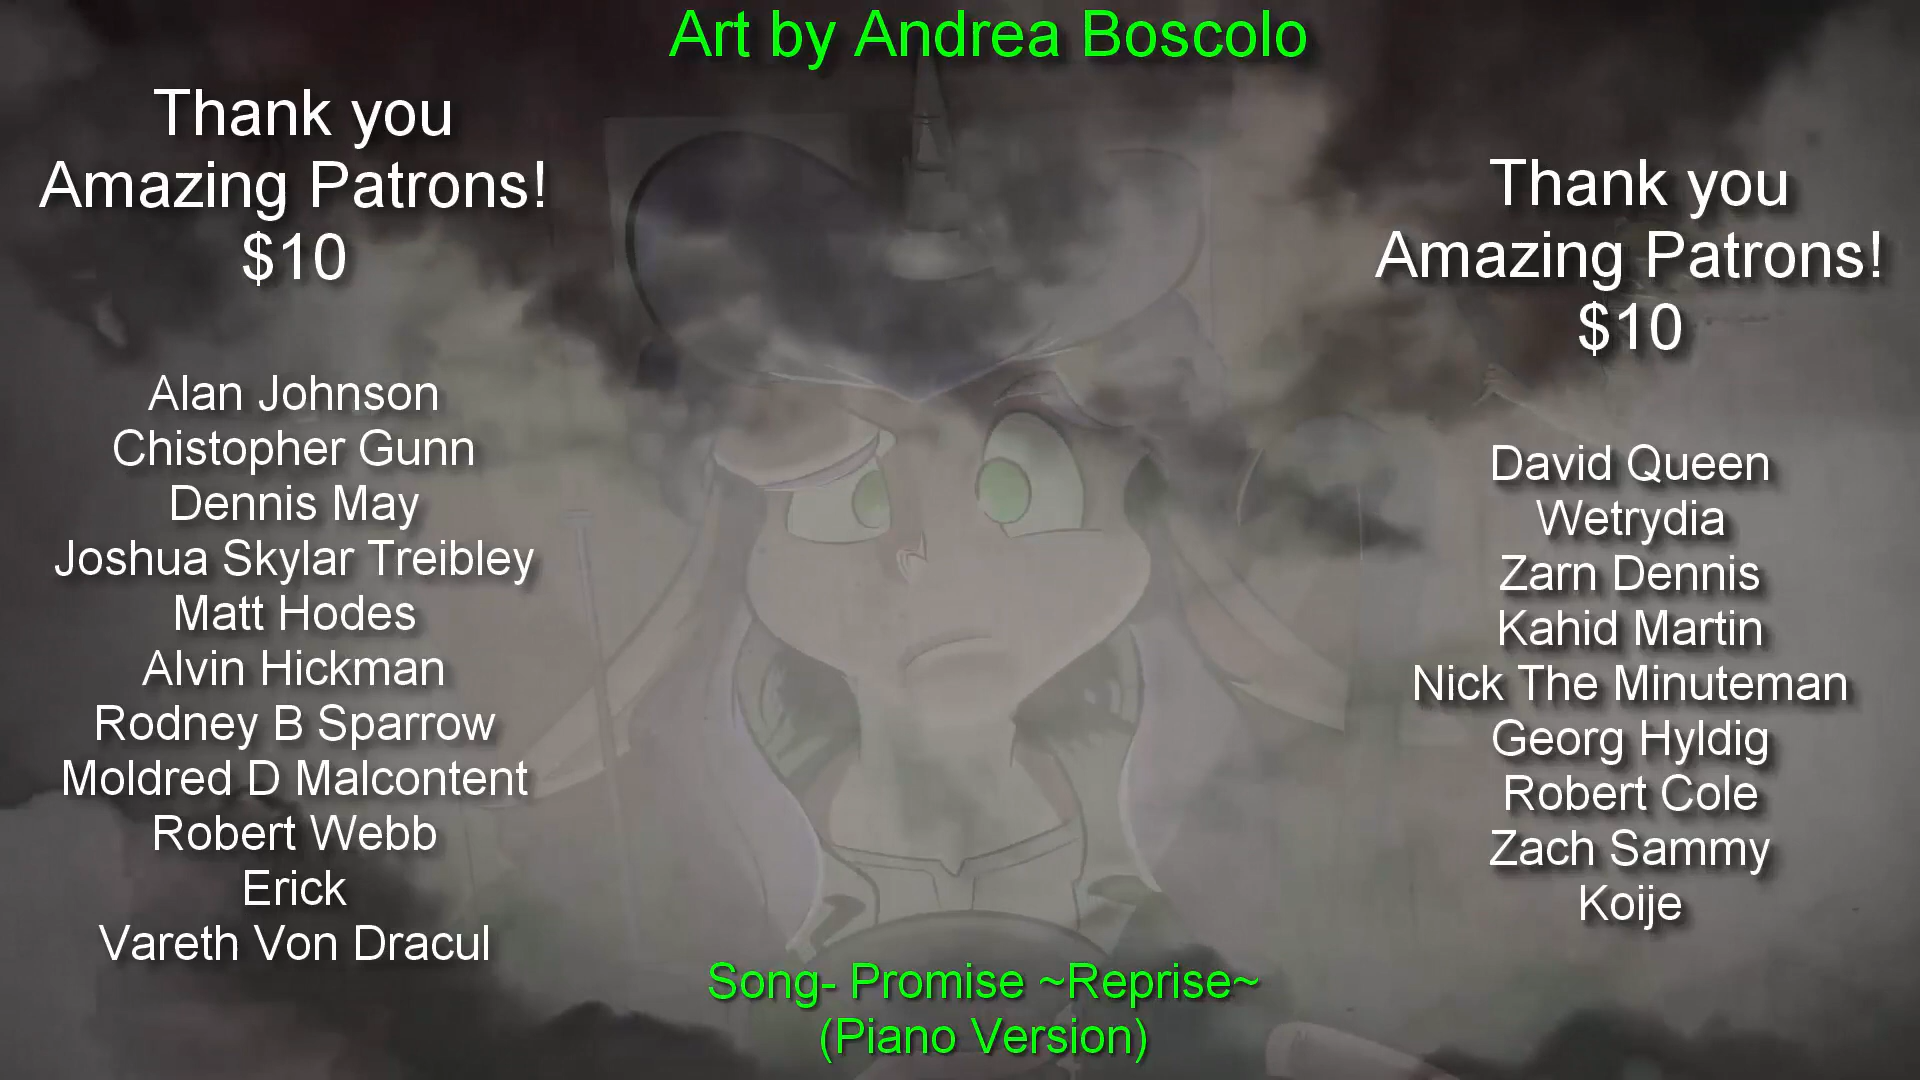 Art by Andrea Boscolo
Thank you
Amazing Patrons!
$10
Alan Johnson
Chistopher Gunn
Dennis May
Joshua Skylar Treibley
Matt Hodes
Alvin Hickman
Rodney B Sparrow
Moldred D Malcontent
Robert Webb
Erick
Vareth Von Dracul
Thank you
Amazing Patrons!
$10
David Queen
Wetrydia
Zarn Dennis
Kahid Martin
Nick The Minuteman
Georg Hyldig
Robert Cole
Zach Sammy
Koije
Song- Promise ~Reprise~
(Piano Version)